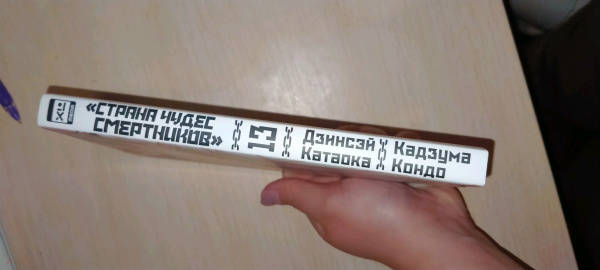 «СТРАНА ЧУДЕС
СМЕРТНИКОВ»
13
Дзинсэй
Катаока
Кадзума
Кондо